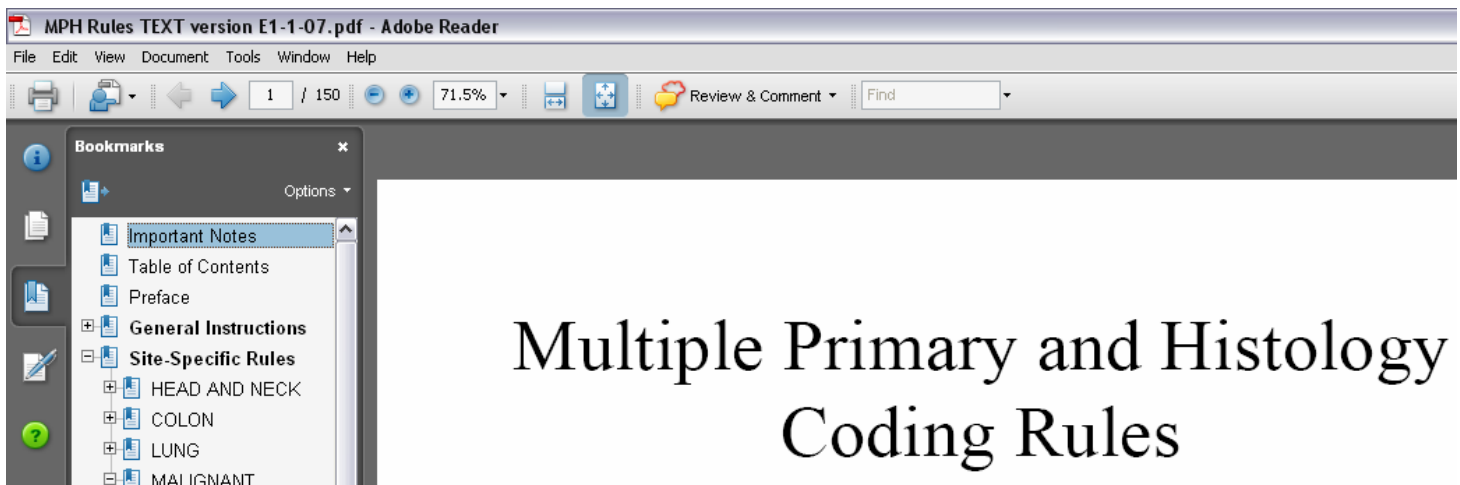 MPH Rules TEXT version E1-1-07.pdf - Adobe Reader
File Edit View Document Tools Window Help
1 / 150 71.5% Review & Comment Find
Bookmarks
Options
Important Notes
Table of Contents
Preface
General Instructions
Site-Specific Rules
HEAD AND NECK
COLON
LUNG
MALIGNANT
Multiple Primary and Histology
Coding Rules